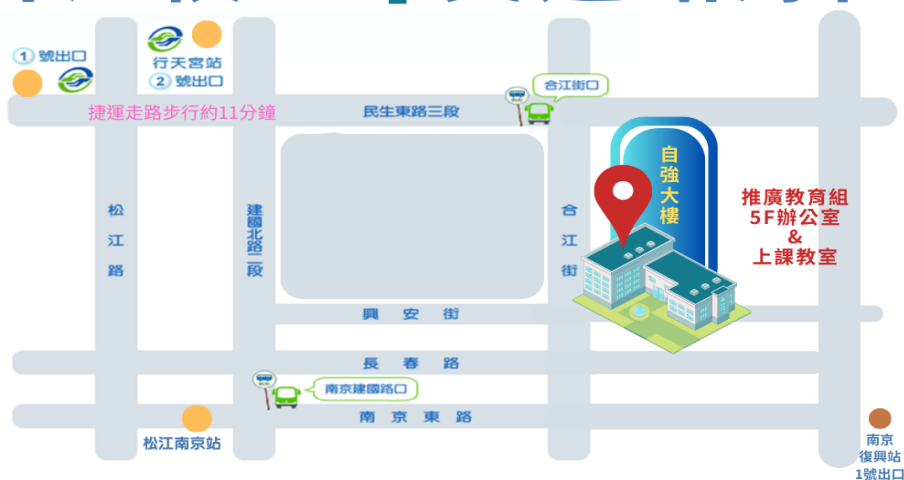 ① 號出口
行天宮站
② 號出口
合江街口
BUS
捷運走路步行約11分鐘
民生東路三段
自強大樓
推廣教育組
5F辦公室
&
上課教室
松江路
建國北路二段
合江街
興安街
長春路
BUS
南京建國路口
南京東路
松江南京站
南京
復興站
1號出口